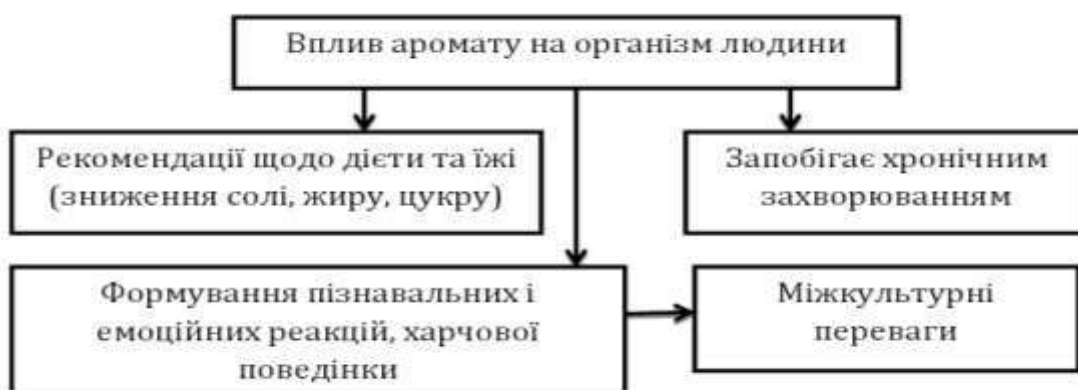 Вплив аромату на організм людини
Рекомендації щодо дієти та їжі
(зниження солі, жиру, цукру)
Запобігає хронічним
захворюванням
Формування пізнавальних і
емоційних реакцій, харчової
поведінки
Міжкультурні
переваги